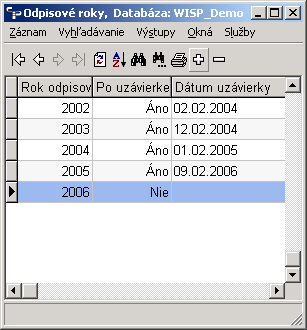 Odpisové roky, Databáza: WISP_Demo
Záznam Vyhľadávanie Výstupy Okná Služby
Rok odpisov Po uzávierke Dátum uzávierky
2002 Áno 02.02.2004
2003 Áno 12.02.2004
2004 Áno 01.02.2005
2005 Áno 09.02.2006
2006 Nie